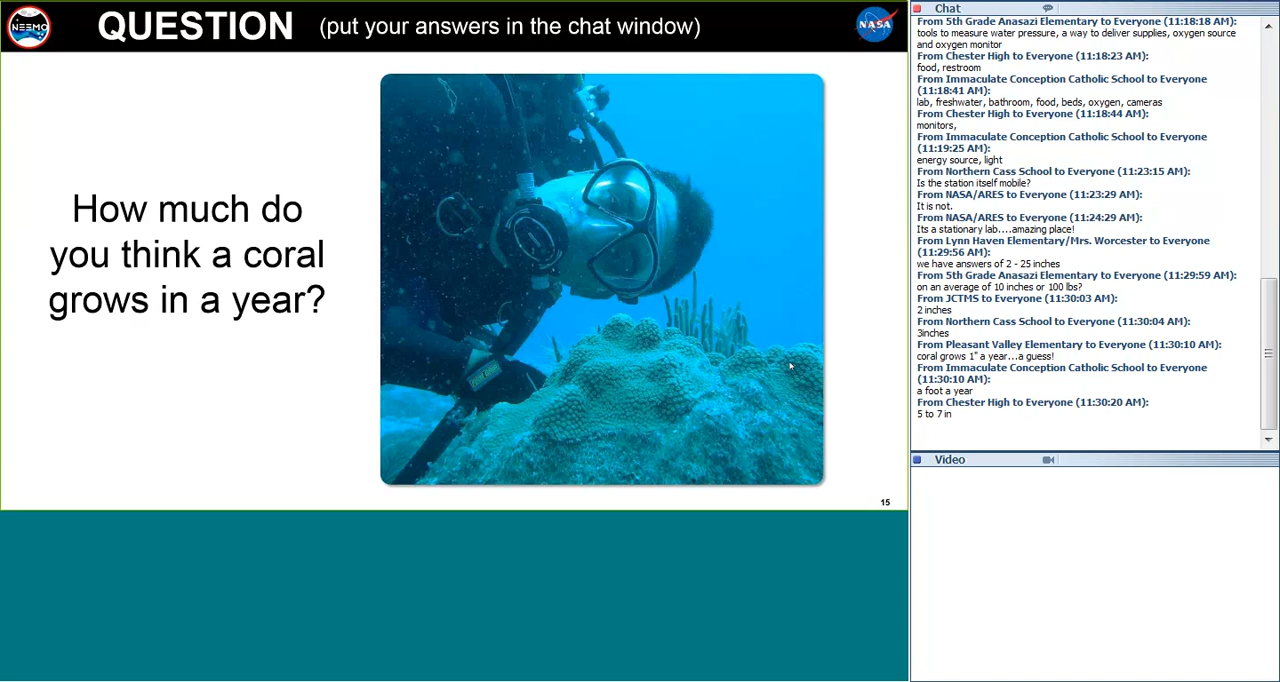 NEEMO
QUESTION (put your answers in the chat window)
NASA
How much do
you think a coral
grows in a year?
15
Chat
From 5th Grade Anasazi Elementary to Everyone (11:18:18 AM):
tools to measure water pressure, a way to deliver supplies, oxygen source
and oxygen monitor
From Chester High to Everyone (11:18:23 AM):
food, restroom
From Immaculate Conception Catholic School to Everyone
(11:18:41 AM):
lab, freshwater, bathroom, food, beds, oxygen, cameras
From Chester High to Everyone (11:18:44 AM):
monitors,
From Immaculate Conception Catholic School to Everyone
(11:19:25 AM):
energy source, light
From Northern Cass School to Everyone (11:23:15 AM):
Is the station itself mobile?
From NASA/ARES to Everyone (11:23:29 AM):
It is not.
From NASA/ARES to Everyone (11:24:29 AM):
Its a stationary lab....amazing place!
From Lynn Haven Elementary/Mrs. Worcester to Everyone
(11:29:56 AM):
we have answers of 2 - 25 inches
From 5th Grade Anasazi Elementary to Everyone (11:29:59 AM):
on an average of 10 inches or 100 lbs?
From JCTMS to Everyone (11:30:03 AM):
2 inches
From Northern Cass School to Everyone (11:30:04 AM):
3inches
From Pleasant Valley Elementary to Everyone (11:30:10 AM):
coral grows 1" a year...a guess!
From Immaculate Conception Catholic School to Everyone
(11:30:10 AM):
a foot a year
From Chester High to Everyone (11:30:20 AM):
5 to 7 in
Video